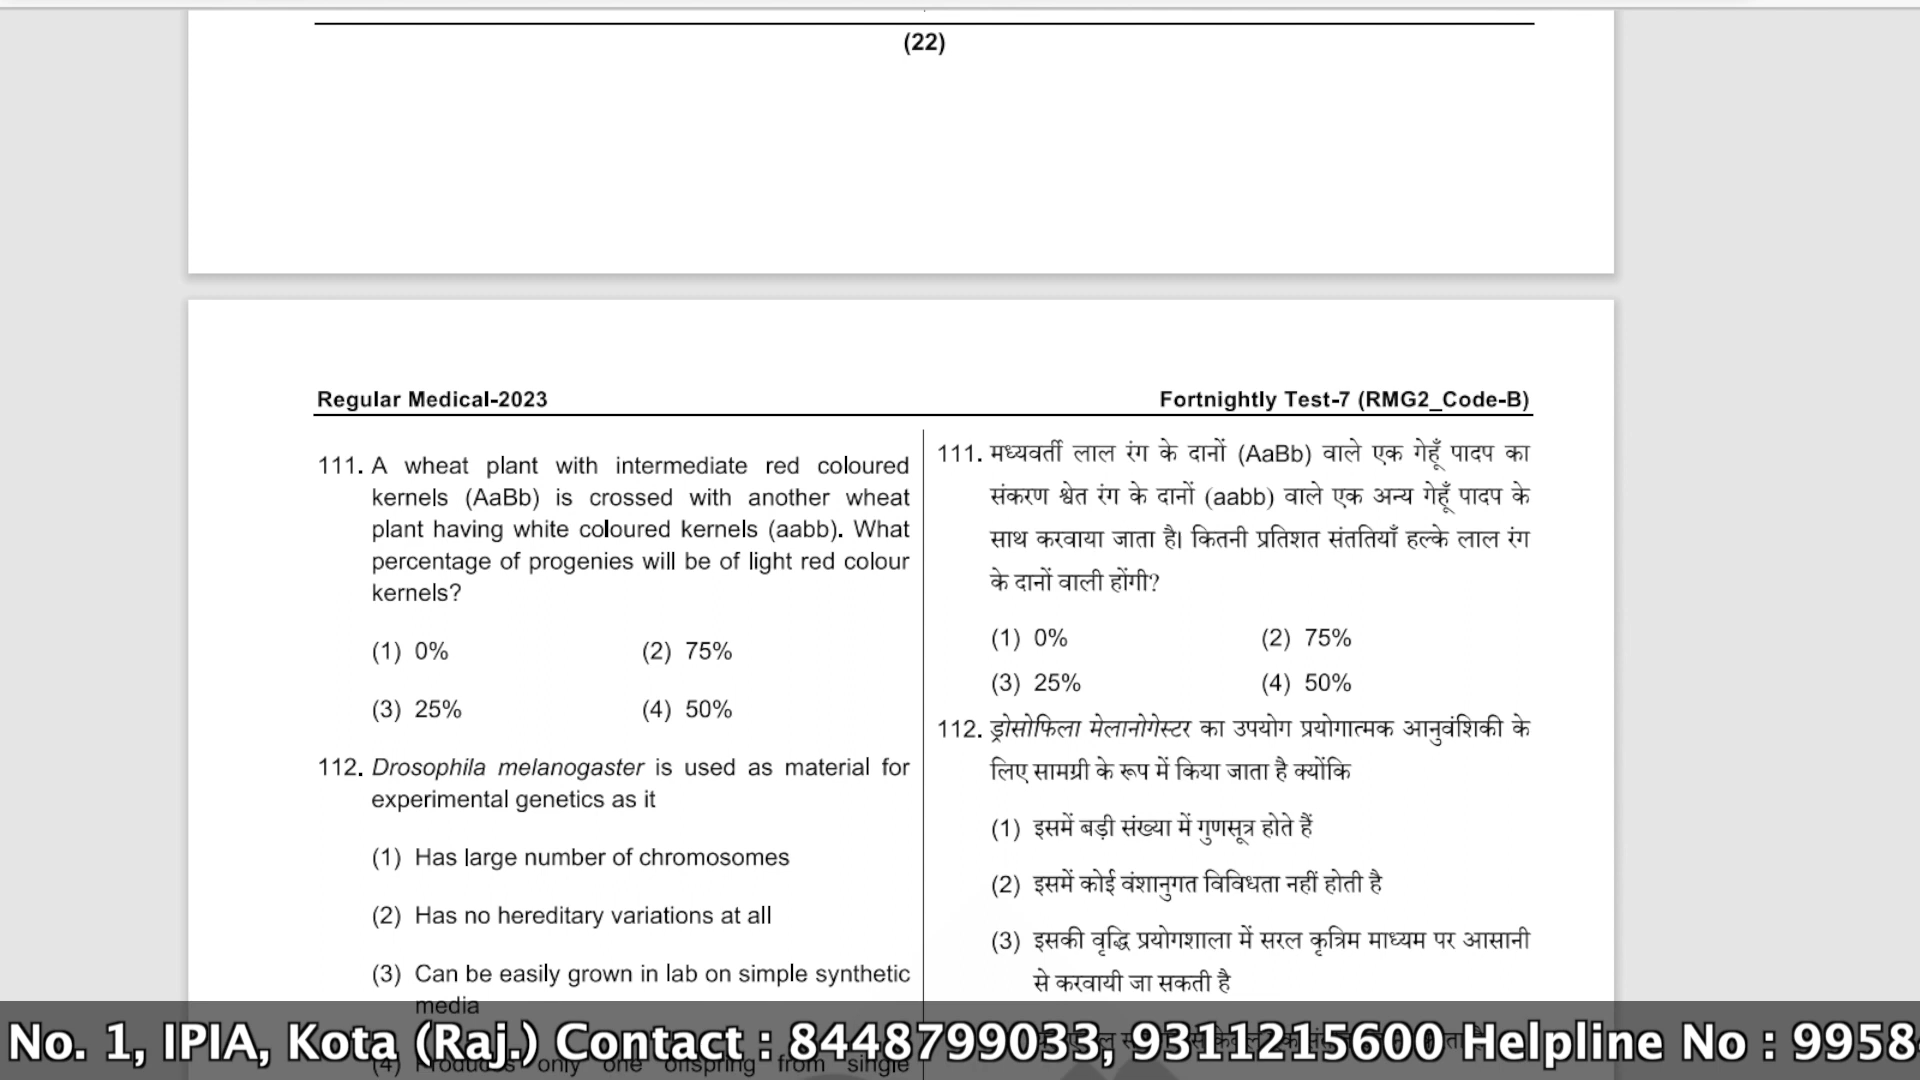 (22)
Regular Medical-2023
Fortnightly Test-7 (RMG2_Code-B)
111. A wheat plant with intermediate red coloured
kernels (AaBb) is crossed with another wheat
plant having white coloured kernels (aabb). What
percentage of progenies will be of light red colour
kernels?
(1) 0%
(2) 75%
(3) 25%
(4) 50%
112. Drosophila melanogaster is used as material for
experimental genetics as it
(1) Has large number of chromosomes
(2) Has no hereditary variations at all
(3) Can be easily grown in lab on simple synthetic
media
(4) Produces only one offspring from single
111. मध्यवर्ती लाल रंग के दानों (AaBb) वाले एक गेहूँ पादप का
संकरण श्वेत रंग के दानों (aabb) वाले एक अन्य गेहूँ पादप के
साथ करवाया जाता है। कितनी प्रतिशत संततियाँ हल्के लाल रंग
के दानों वाली होंगी?
(1) 0%
(2) 75%
(3) 25%
(4) 50%
112. ड्रोसोफिला मेलानोगेस्टर का उपयोग प्रयोगात्मक आनुवंशिकी के
लिए सामग्री के रूप में किया जाता है क्योंकि
(1) इसमें बड़ी संख्या में गुणसूत्र होते हैं
(2) इसमें कोई वंशानुगत विविधता नहीं होती है
(3) इसकी वृद्धि प्रयोगशाला में सरल कृत्रिम माध्यम पर आसानी
से करवायी जा सकती है
No. 1, IPIA, Kota (Raj.) Contact : 8448799033, 9311215600 Helpline No : 9958